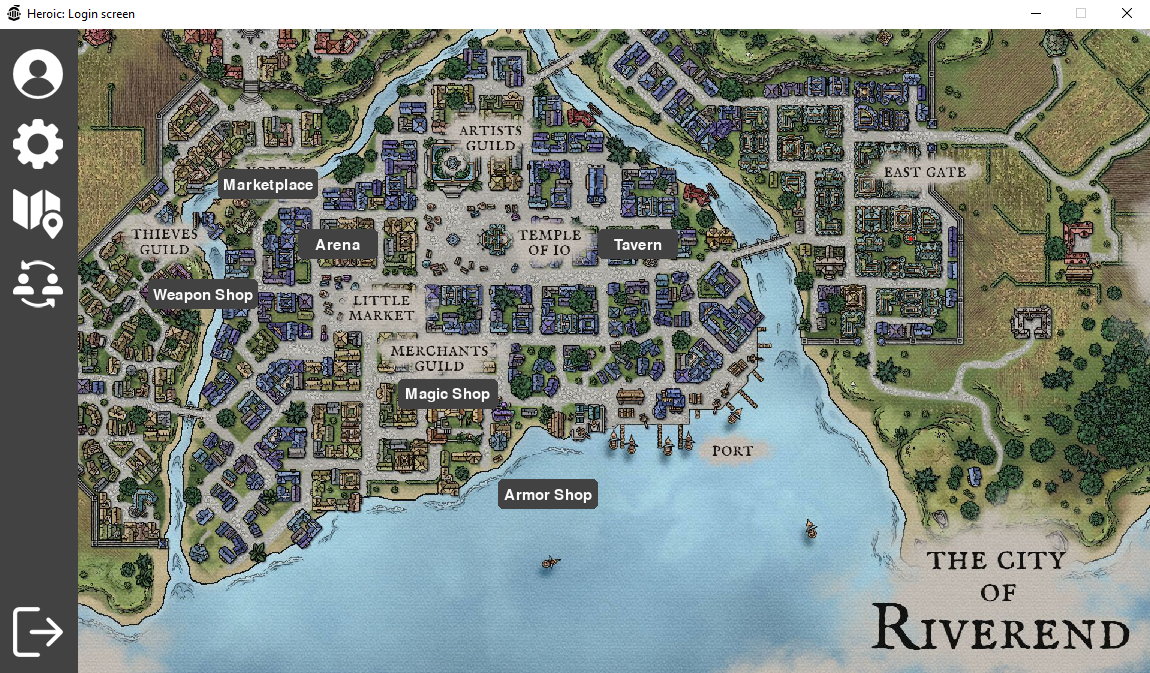 Heroic: Login screen
ARTISTS
GUILD
EAST GATE
Marketplace
THIEVES
GUILD
Arena
TEMPLE
OF IO
Tavern
Weapon Shop
LITTLE
MARKET
MERCHANTS
GUILD
Magic Shop
PORT
Armor Shop
THE CITY
OF
RIVEREND